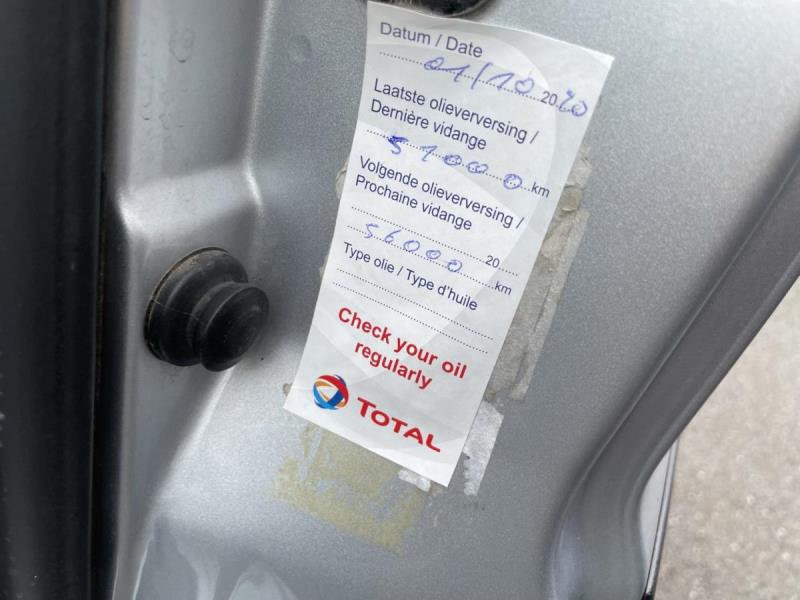 Datum / Date
01/10 2020
Laatste olieverversing /
Dernière vidange
51000 km
Volgende olieverversing /
Prochaine vidange
20
56000 km
Type olie / Type d'huile
Check your oil
regularly
TOTAL